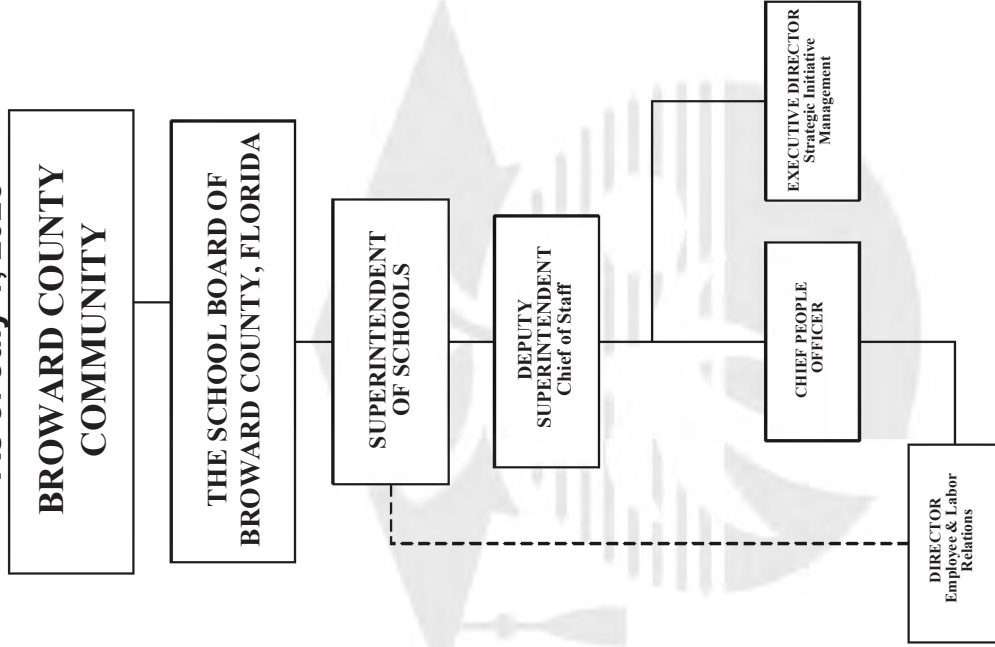 BROWARD COUNTY
COMMUNITY
THE SCHOOL BOARD OF
BROWARD COUNTY, FLORIDA
SUPERINTENDENT
OF SCHOOLS
DEPUTY
SUPERINTENDENT
Chief of Staff
EXECUTIVE DIRECTOR
Strategic Initiative
Management
CHIEF PEOPLE
OFFICER
DIRECTOR
Employee & Labor
Relations